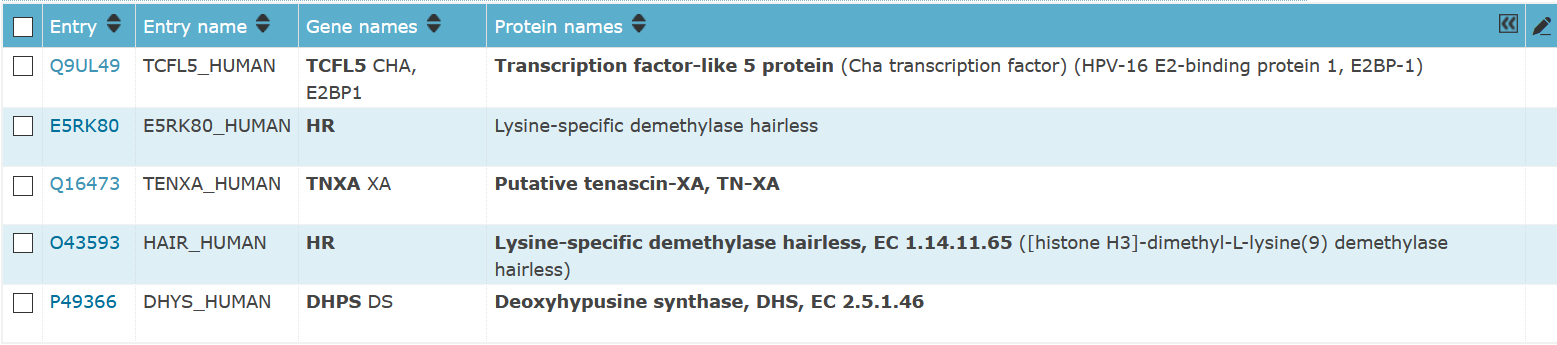 Entry Entry name Gene names Protein names
Q9UL49 TCFL5_HUMAN TCFL5 CHA, Transcription factor-like 5 protein (Cha transcription factor) (HPV-16 E2-binding protein 1, E2BP-1)
E2BP1
E5RK80 E5RK80_HUMAN HR Lysine-specific demethylase hairless
Q16473 TENXA_HUMAN TNXA XA Putative tenascin-XA, TN-XA
O43593 HAIR_HUMAN HR Lysine-specific demethylase hairless, EC 1.14.11.65 ([histone H3]-dimethyl-L-lysine(9) demethylase
hairless)
P49366 DHYS_HUMAN DHPS DS Deoxyhypusine synthase, DHS, EC 2.5.1.46